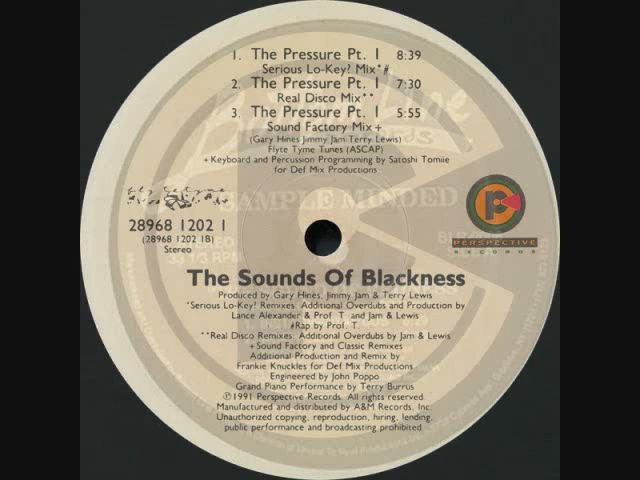 1. The Pressure Pt. 1 8:39
Serious Lo-Key? Mix*#
2. The Pressure Pt. 1 7:30
Real Disco Mix**
3. The Pressure Pt. 1 5:55
Sound Factory Mix+
(Gary Hines Jimmy Jam Terry Lewis)
Flyte Tyme Tunes (ASCAP)
+Keyboard and Percussion Programming by Satoshi Tomiie
for Def Mix Productions
SAMPLE MINDED
28968 1202 1
(28968 1202 1B)
Stereo
33 1/3 RPM
PERSPECTIVE
RECORDS
The Sounds Of Blackness
Produced by Gary Hines, Jimmy Jam & Terry Lewis
*Serious Lo-Key? Remixes: Additional Overdubs and Production by
Lance Alexander & Prof. T. and Jam & Lewis
#Rap by Prof. T.
**Real Disco Remixes: Additional Overdubs by Jam & Lewis
+Sound Factory and Classic Remixes
Additional Production and Remix by
Frankie Knuckles for Def Mix Productions
Engineered by John Poppo
Grand Piano Performance by Terry Burrus
℗1991 Perspective Records. All rights reserved.
Manufactured and distributed by A&M Records, Inc.
Unauthorized copying, reproduction, hiring, lending,
public performance and broadcasting prohibited.